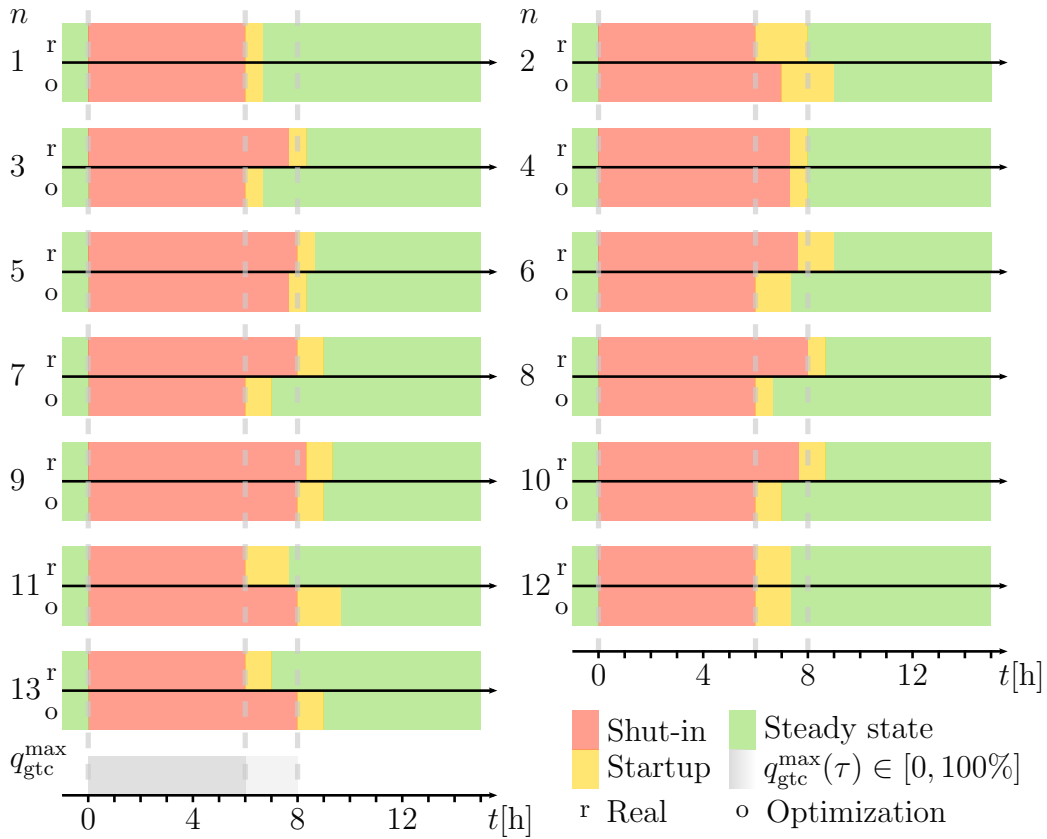 n
r
1
o
r
2
o
r
3
o
r
4
o
r
5
o
r
6
o
r
7
o
r
8
o
r
9
o
r
10
o
r
11
o
r
12
o
r
13
o
0 4 8 12 t[h]
Shut-in
Steady state
Startup
q_gtc^max(τ) ∈ [0, 100%]
r Real
o Optimization
q_gtc^max
0 4 8 12 t[h]